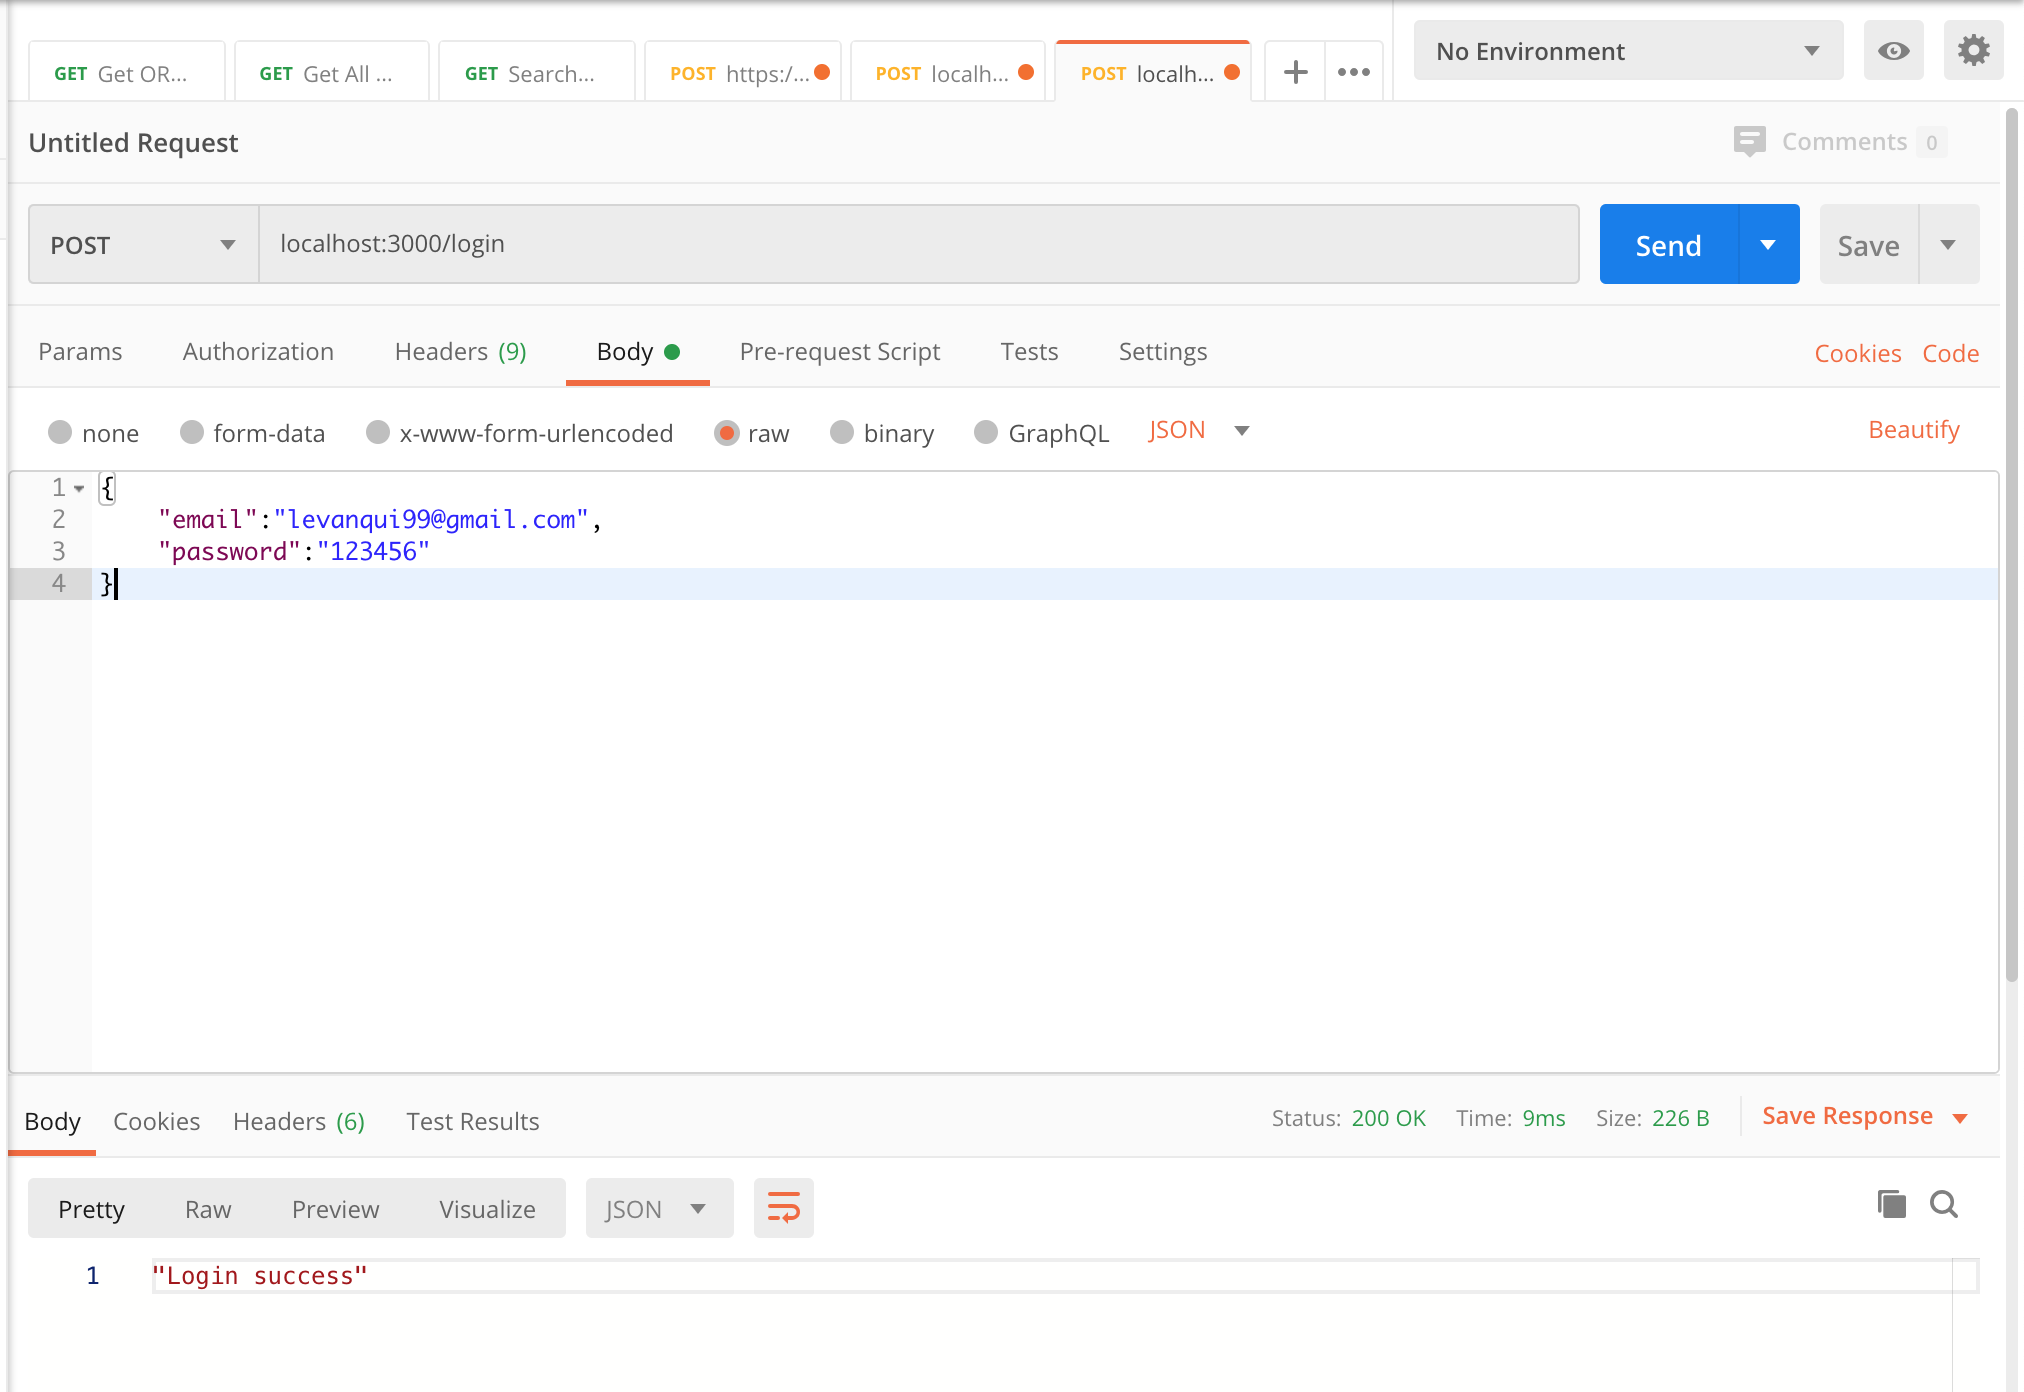 GET Get OR... GET Get All ... GET Search... POST https:/... POST localh... POST localh... No Environment
Untitled Request Comments 0
POST localhost:3000/login Send Save
Params Authorization Headers (9) Body Pre-request Script Tests Settings Cookies Code
none form-data x-www-form-urlencoded raw binary GraphQL JSON Beautify
1 {
2 "email":"levanqui99@gmail.com",
3 "password":"123456"
4 }
Body Cookies Headers (6) Test Results Status: 200 OK Time: 9ms Size: 226 B Save Response
Pretty Raw Preview Visualize JSON
1 "Login success"